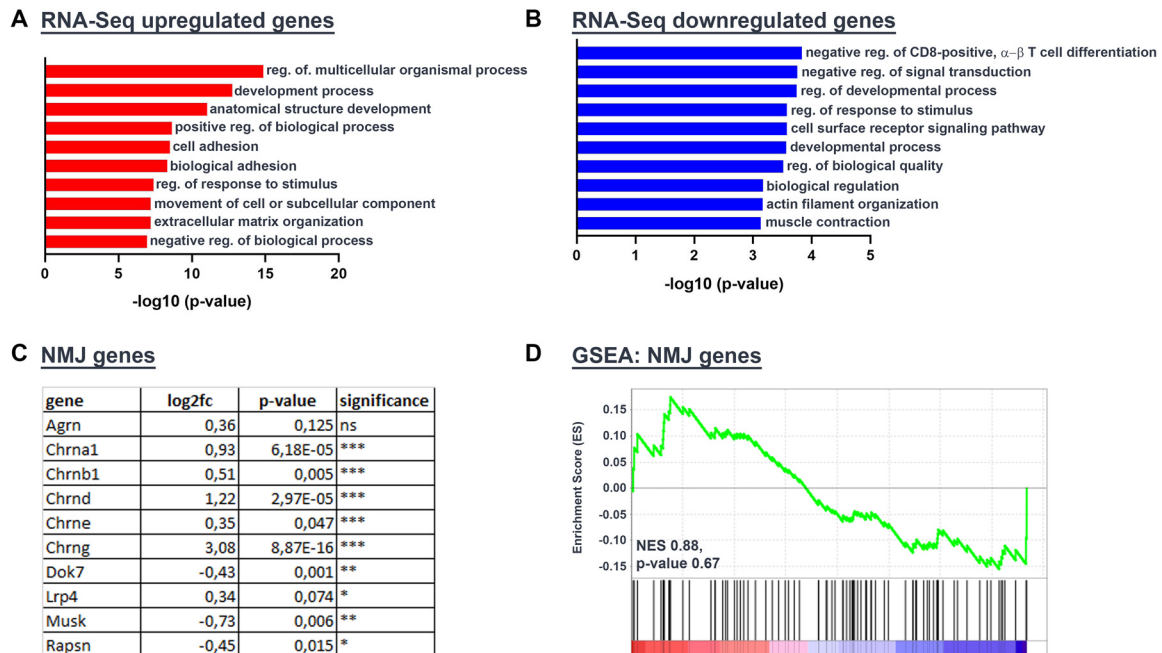 A RNA-Seq upregulated genes
reg. of. multicellular organismal process
development process
anatomical structure development
positive reg. of biological process
cell adhesion
biological adhesion
reg. of response to stimulus
movement of cell or subcellular component
extracellular matrix organization
negative reg. of biological process
0 5 10 15 20
-log10 (p-value)
B RNA-Seq downregulated genes
negative reg. of CD8-positive, α−β T cell differentiation
negative reg. of signal transduction
reg. of developmental process
reg. of response to stimulus
cell surface receptor signaling pathway
developmental process
reg. of biological quality
biological regulation
actin filament organization
muscle contraction
0 1 2 3 4 5
-log10 (p-value)
C NMJ genes
gene log2fc p-value significance
Agrn 0,36 0,125 ns
Chrna1 0,93 6,18E-05 ***
Chrnb1 0,51 0,005 ***
Chrnd 1,22 2,97E-05 ***
Chrne 0,35 0,047 ***
Chrng 3,08 8,87E-16 ***
Dok7 -0,43 0,001 **
Lrp4 0,34 0,074 *
Musk -0,73 0,006 **
Rapsn -0,45 0,015 *
D GSEA: NMJ genes
Enrichment Score (ES)
0.15
0.10
0.05
0.00
-0.05
-0.10
-0.15
NES 0.88,
p-value 0.67